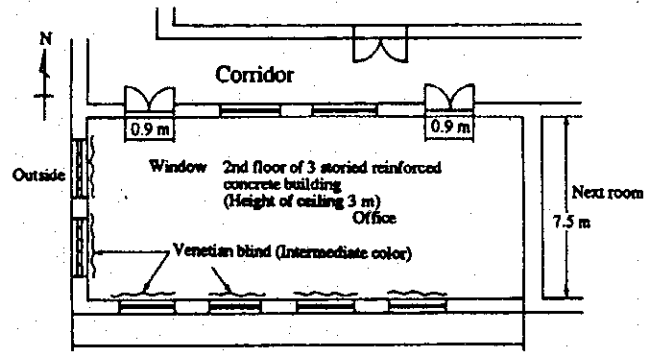 N
Corridor
0.9 m
0.9 m
Outside
Window
2nd floor of 3 storied reinforced
concrete building
(Height of ceiling 3 m)
Office
Next room
7.5 m
Venetian blind (Intermediate color)